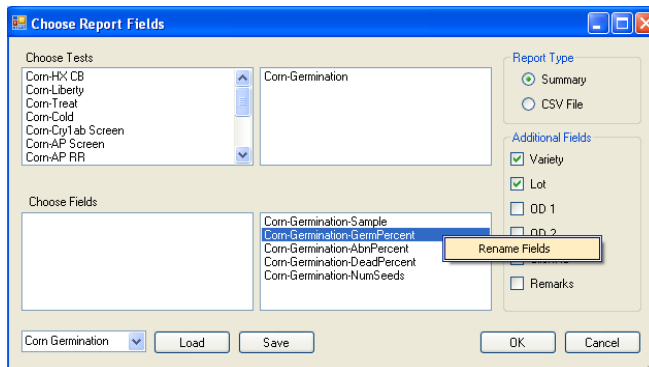 Choose Report Fields
Choose Tests
Corn-HX CB
Corn-Liberty
Corn-Treat
Corn-Cold
Corn-Cry1ab Screen
Corn-AP Screen
Corn-AP RR
Corn-Germination
Report Type
Summary
CSV File
Additional Fields
Variety
Lot
OD 1
OD 2
Remarks
Choose Fields
Corn-Germination-Sample
Corn-Germination-GermPercent
Corn-Germination-AbnPercent
Corn-Germination-DeadPercent
Corn-Germination-NumSeeds
Rename Fields
Corn Germination
Load
Save
OK
Cancel